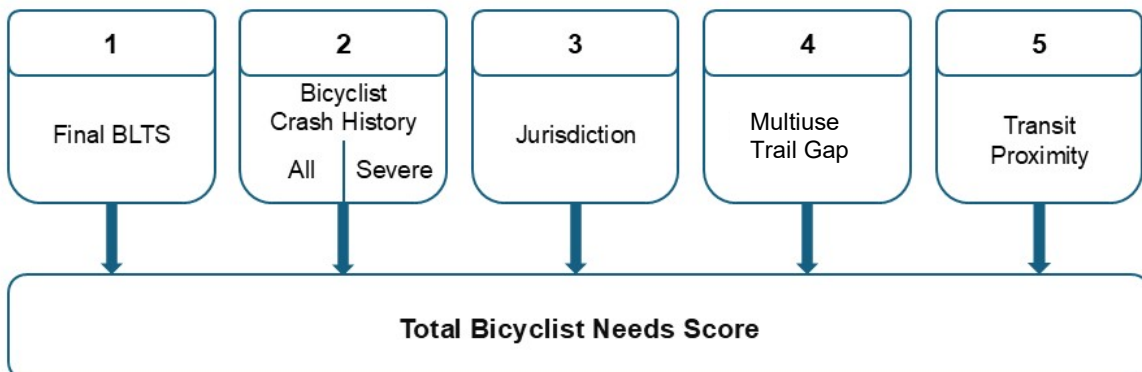 1
2
3
4
5
Final BLTS
Bicyclist
Crash History
All
Severe
Jurisdiction
Multiuse
Trail Gap
Transit
Proximity
Total Bicyclist Needs Score